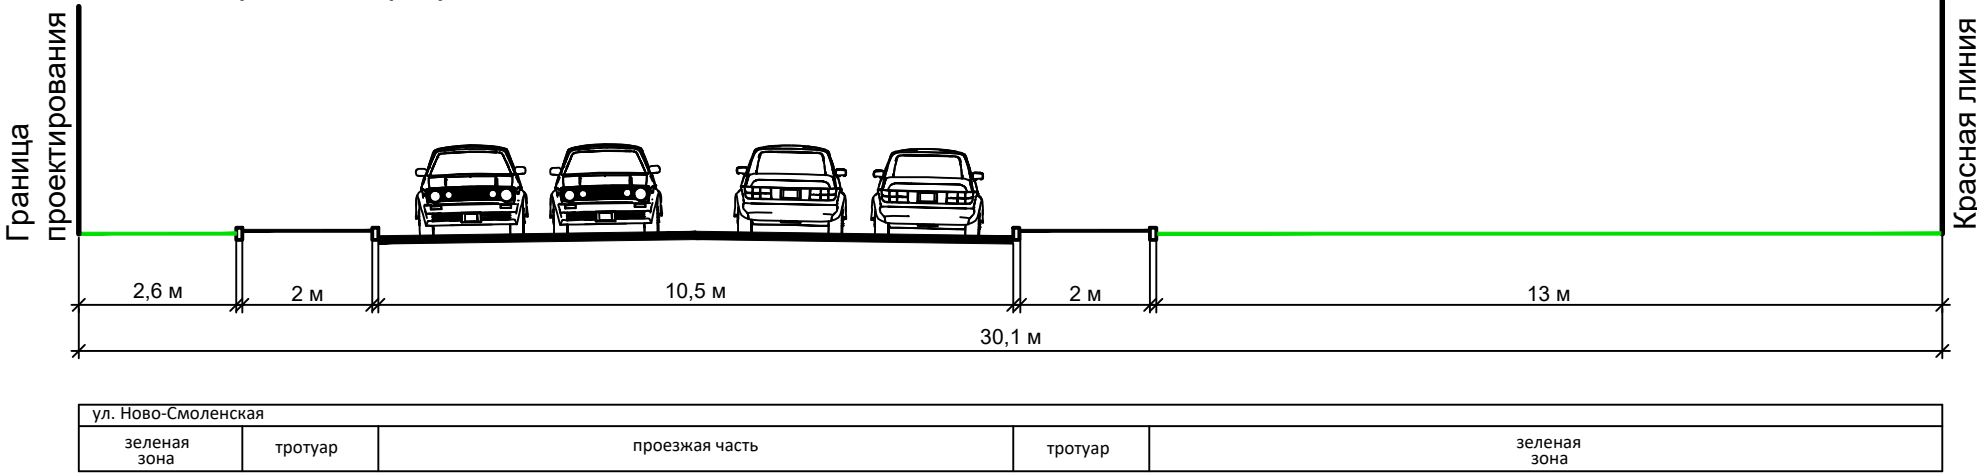 Граница
проектирования
Красная линия
2,6 м
2 м
10,5 м
2 м
13 м
30,1 м
ул. Ново-Смоленская
зеленая
зона
тротуар
проезжая часть
тротуар
зеленая
зона